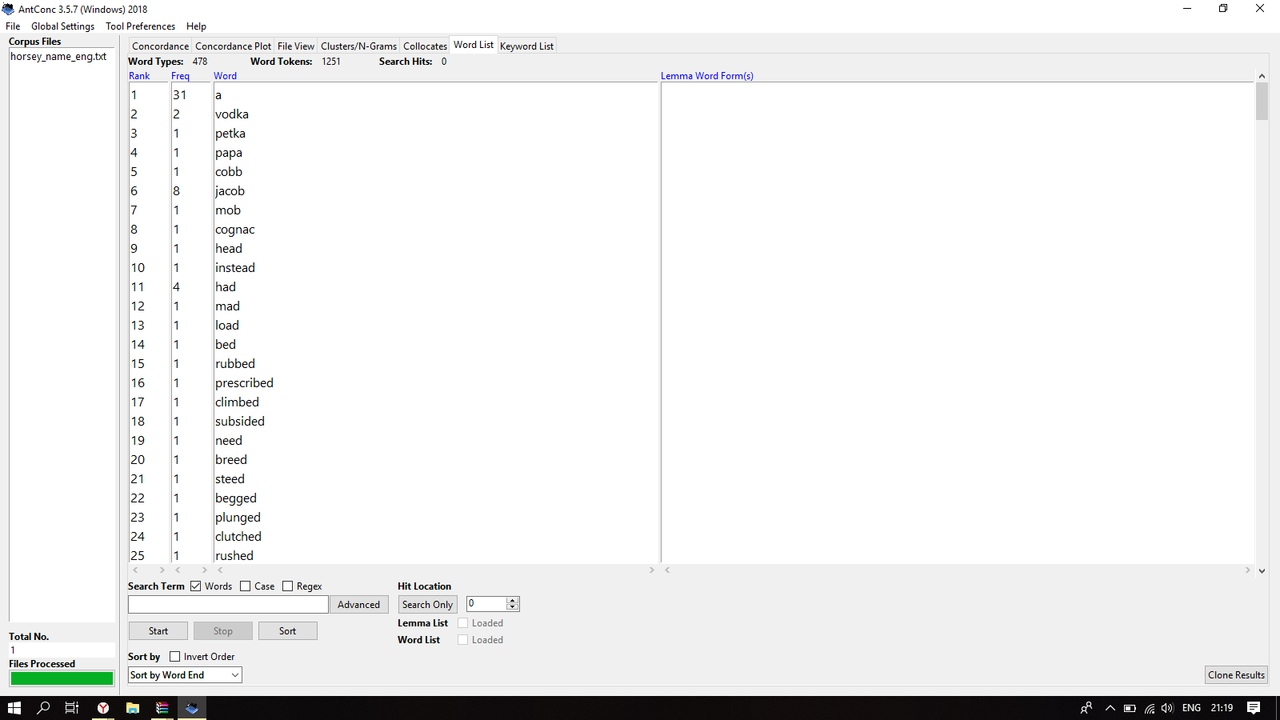 AntConc 3.5.7 (Windows) 2018
File Global Settings Tool Preferences Help
Corpus Files
horsey_name_eng.txt
Concordance Concordance Plot File View Clusters/N-Grams Collocates Word List Keyword List
Word Types: 478 Word Tokens: 1251 Search Hits: 0
Rank Freq Word Lemma Word Form(s)
1 31 a
2 2 vodka
3 1 petka
4 1 papa
5 1 cobb
6 8 jacob
7 1 mob
8 1 cognac
9 1 head
10 1 instead
11 4 had
12 1 mad
13 1 load
14 1 bed
15 1 rubbed
16 1 prescribed
17 1 climbed
18 1 subsided
19 1 need
20 1 breed
21 1 steed
22 1 begged
23 1 plunged
24 1 clutched
25 1 rushed
Search Term Words Case Regex Hit Location
Advanced Search Only 0
Start Stop Sort Lemma List Loaded
Word List Loaded
Total No.
1
Files Processed
Sort by Invert Order
Sort by Word End Clone Results
ENG 21:19